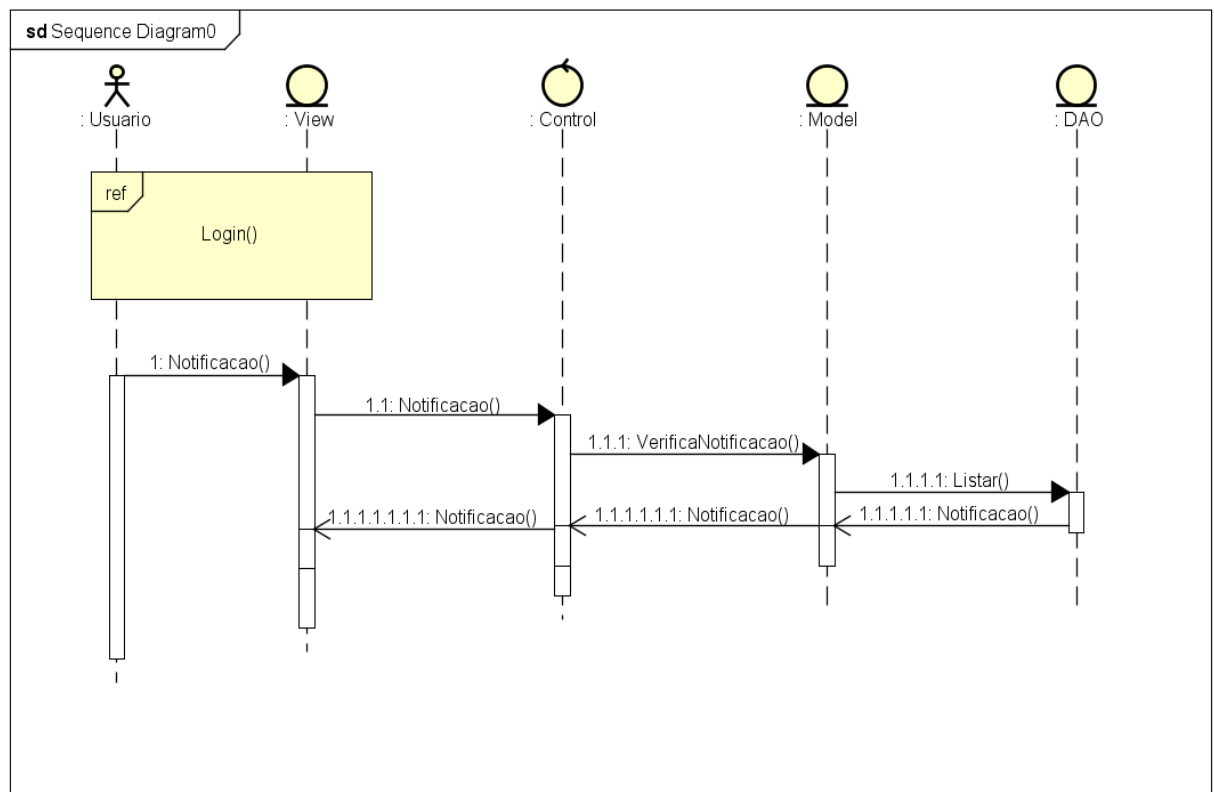 sd Sequence Diagram0
: Usuario
: View
: Control
: Model
: DAO
ref
Login()
1: Notificacao()
1.1: Notificacao()
1.1.1: VerificaNotificacao()
1.1.1.1: Listar()
1.1.1.1.1.1.1: Notificacao()
1.1.1.1.1.1: Notificacao()
1.1.1.1.1: Notificacao()